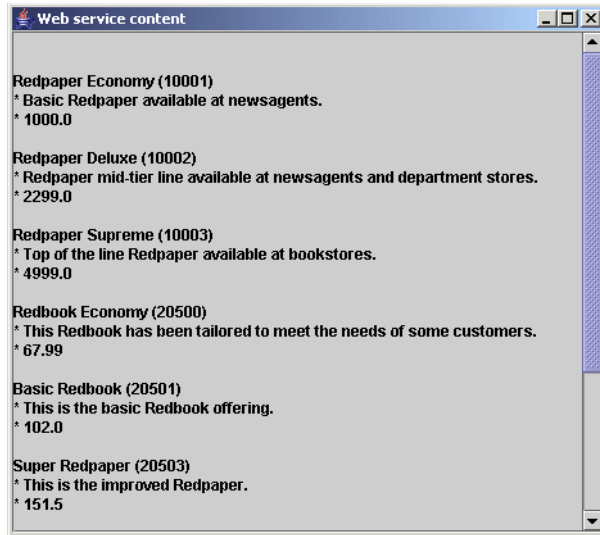 Web service content
Redpaper Economy (10001)
* Basic Redpaper available at newsagents.
* 1000.0
Redpaper Deluxe (10002)
* Redpaper mid-tier line available at newsagents and department stores.
* 2299.0
Redpaper Supreme (10003)
* Top of the line Redpaper available at bookstores.
* 4999.0
Redbook Economy (20500)
* This Redbook has been tailored to meet the needs of some customers.
* 67.99
Basic Redbook (20501)
* This is the basic Redbook offering.
* 102.0
Super Redpaper (20503)
* This is the improved Redpaper.
* 151.5